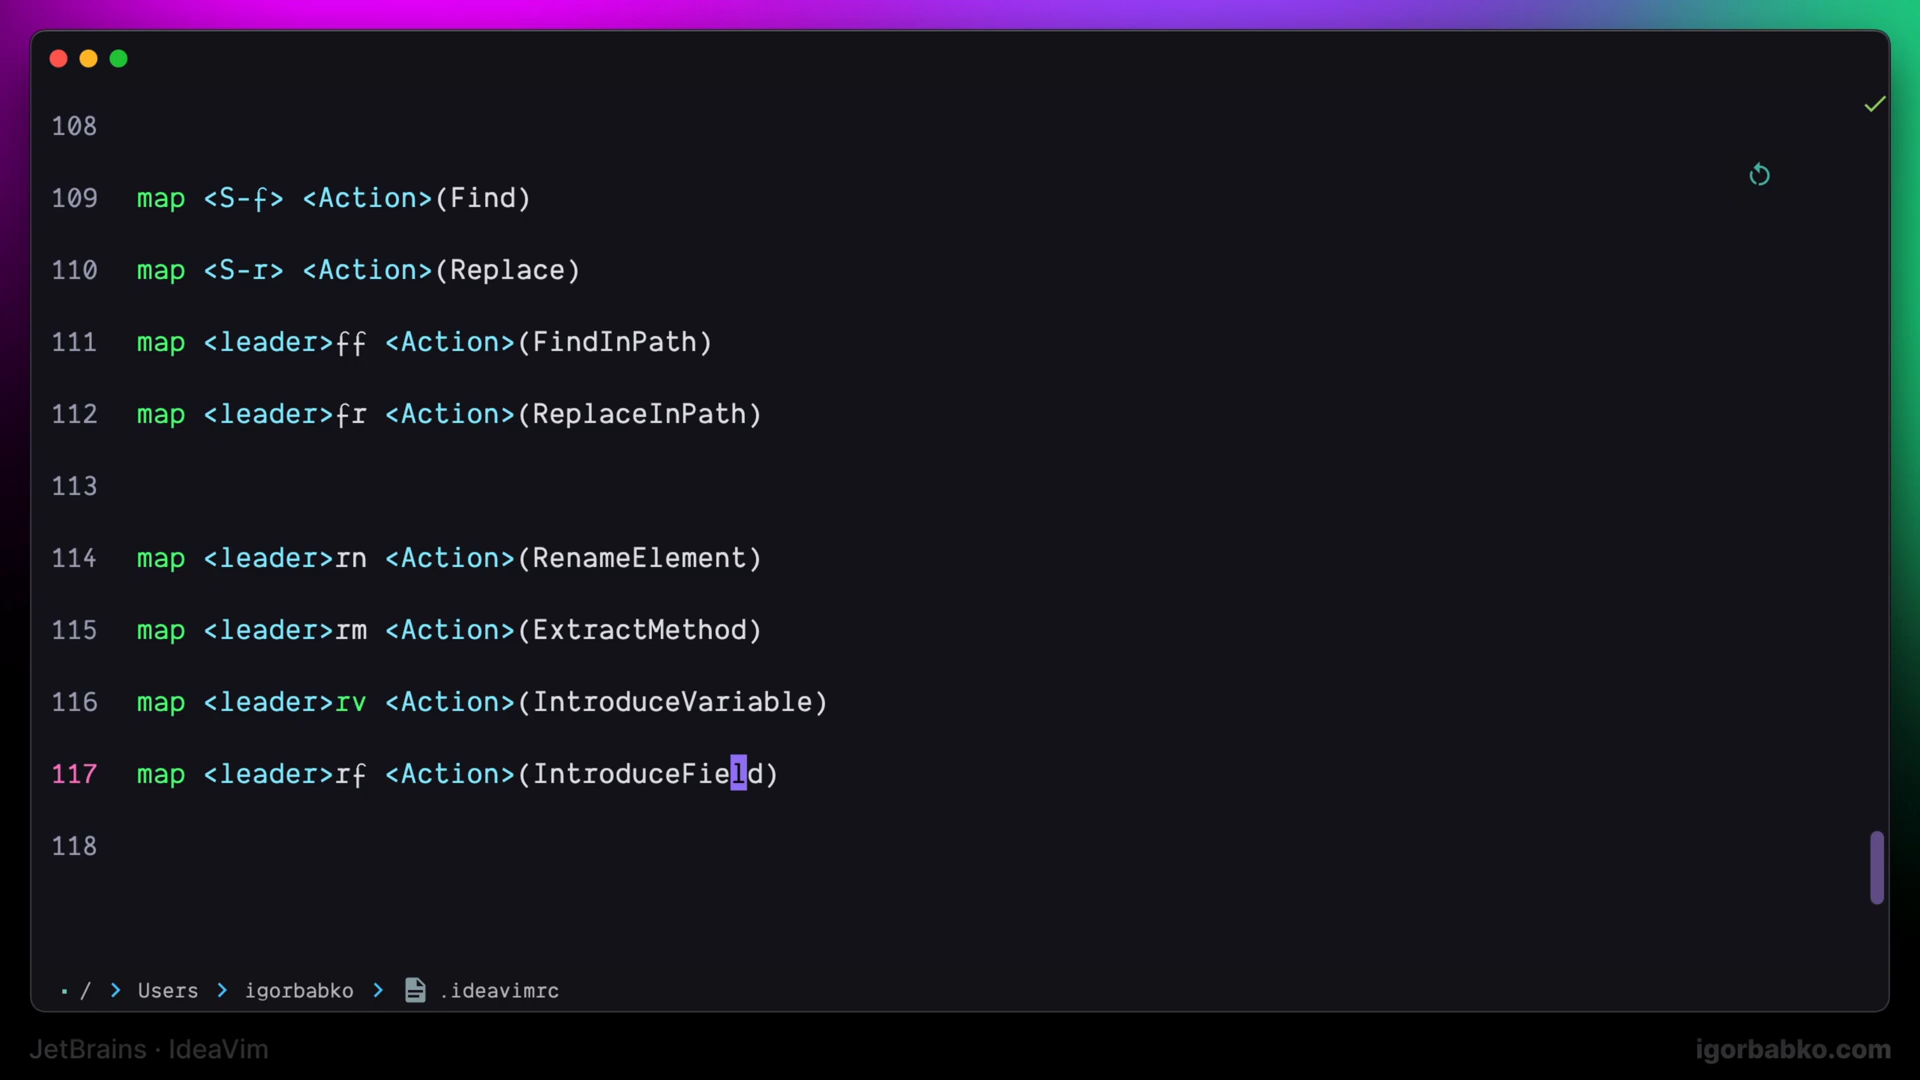 108
109 map <S-f> <Action>(Find)
110 map <S-r> <Action>(Replace)
111 map <leader>ff <Action>(FindInPath)
112 map <leader>fr <Action>(ReplaceInPath)
113
114 map <leader>rn <Action>(RenameElement)
115 map <leader>rm <Action>(ExtractMethod)
116 map <leader>rv <Action>(IntroduceVariable)
117 map <leader>rf <Action>(IntroduceField)
118
/ > Users > igorbabko > .ideavimrc
JetBrains · IdeaVim
igorbabko.com